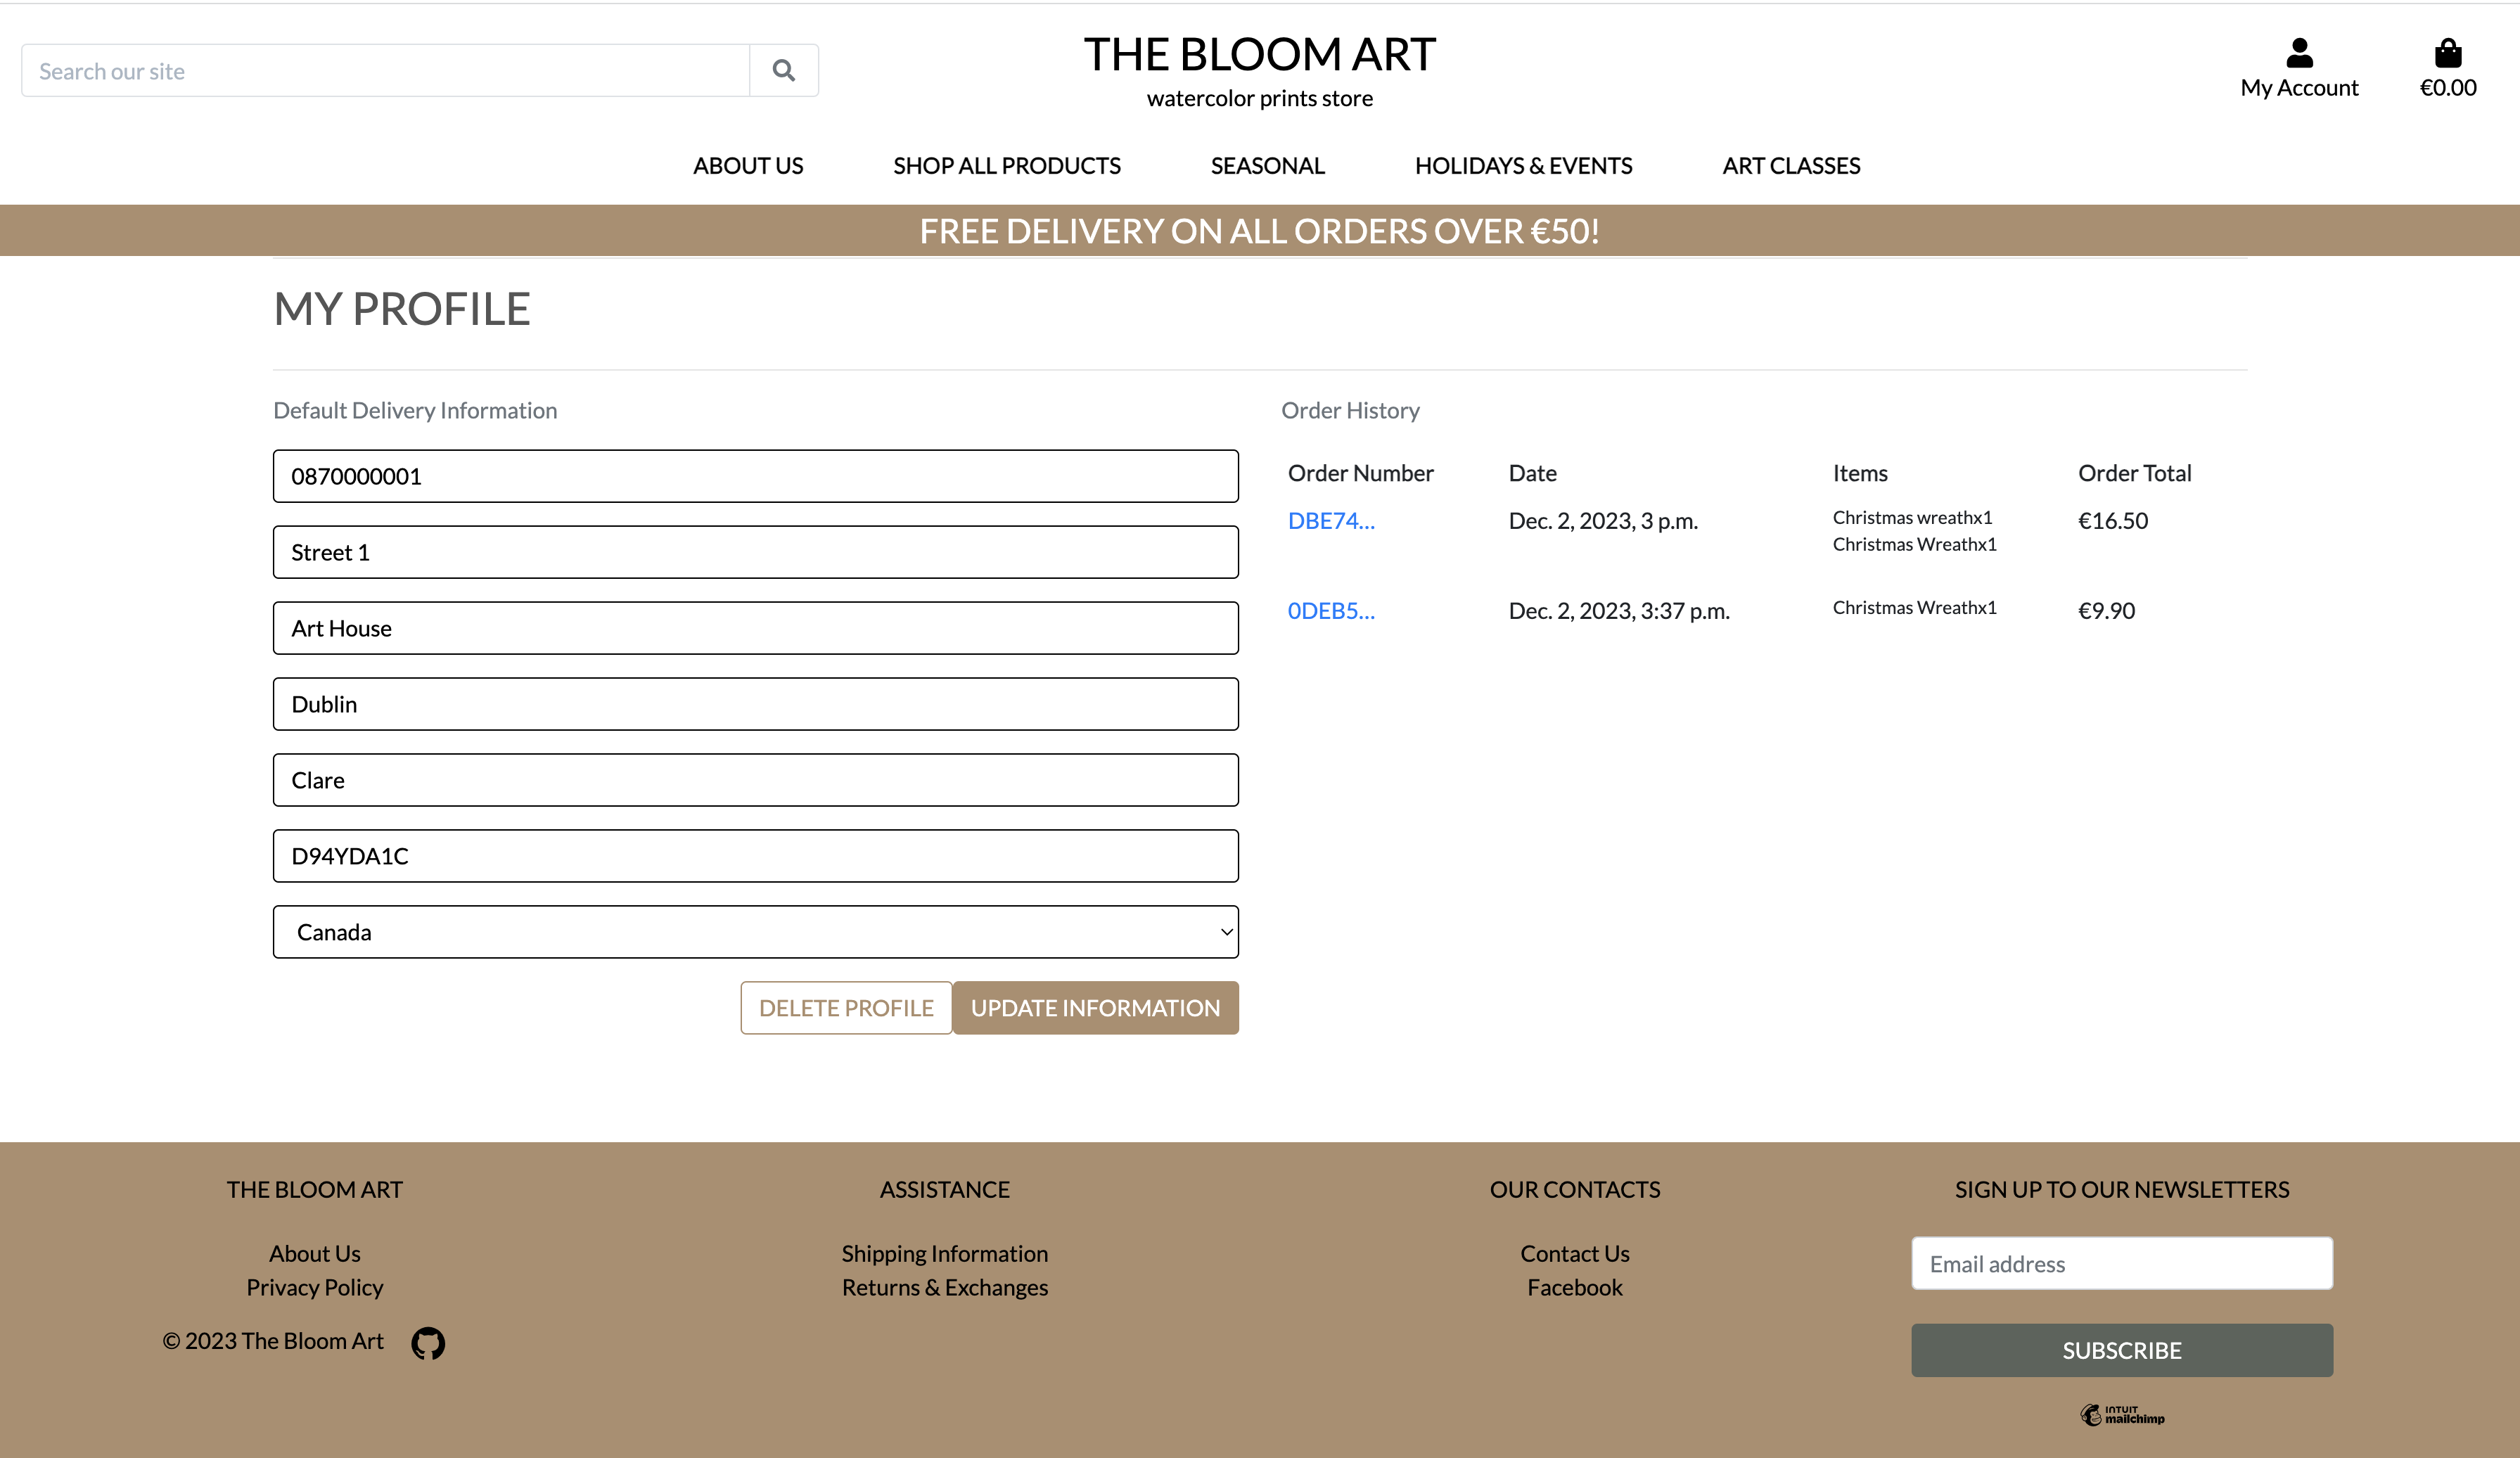 Search our site
THE BLOOM ART
watercolor prints store
My Account
€0.00
ABOUT US
SHOP ALL PRODUCTS
SEASONAL
HOLIDAYS & EVENTS
ART CLASSES
FREE DELIVERY ON ALL ORDERS OVER €50!
MY PROFILE
Default Delivery Information
0870000001
Street 1
Art House
Dublin
Clare
D94YDA1C
Canada
DELETE PROFILE
UPDATE INFORMATION
Order History
Order Number Date Items Order Total
DBE74... Dec. 2, 2023, 3 p.m. Christmas wreathx1 €16.50
Christmas Wreathx1
0DEB5... Dec. 2, 2023, 3:37 p.m. Christmas Wreathx1 €9.90
THE BLOOM ART
About Us
Privacy Policy
© 2023 The Bloom Art
ASSISTANCE
Shipping Information
Returns & Exchanges
OUR CONTACTS
Contact Us
Facebook
SIGN UP TO OUR NEWSLETTERS
Email address
SUBSCRIBE
INTUIT
mailchimp